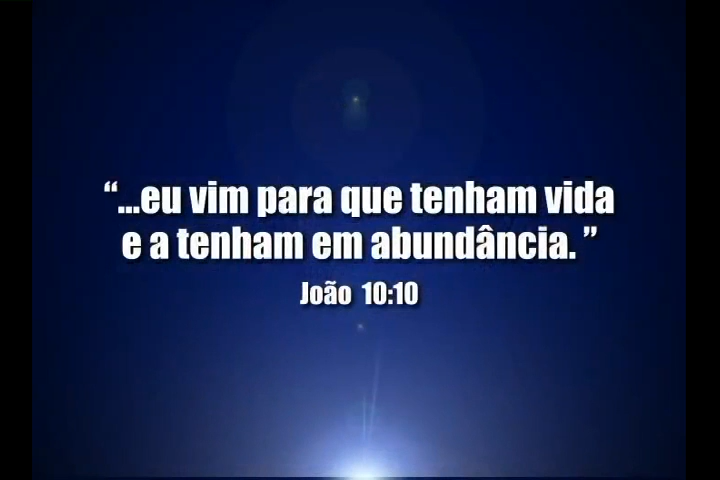 “...eu vim para que tenham vida
e a tenham em abundância. ”
João 10:10